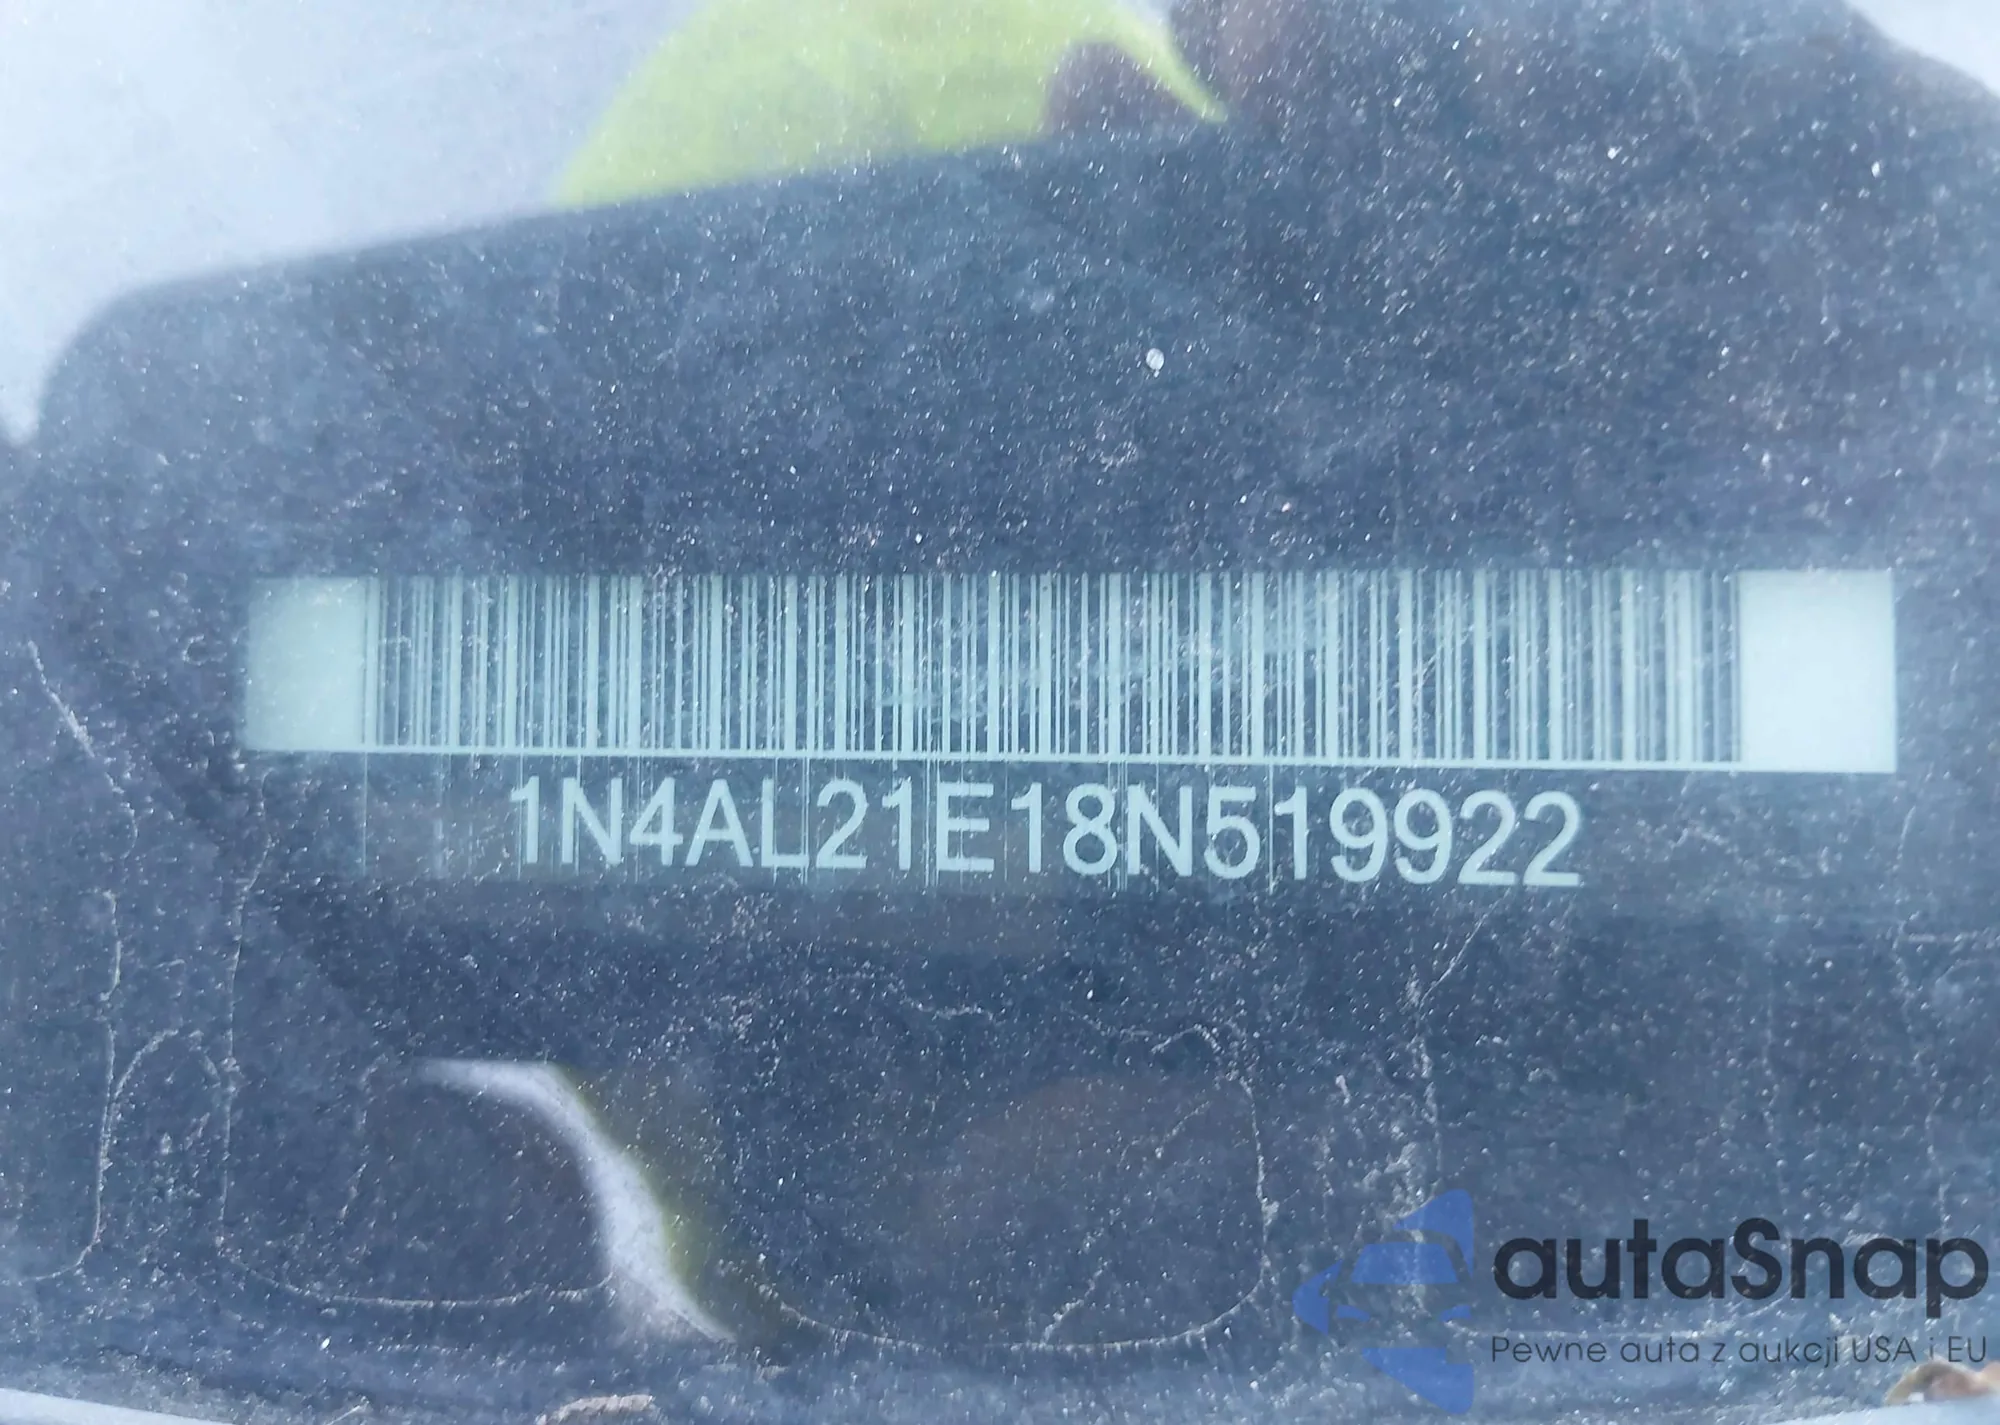 1N4AL21E18N519922
autaSnap
Pewne auta z aukcji USA i EU